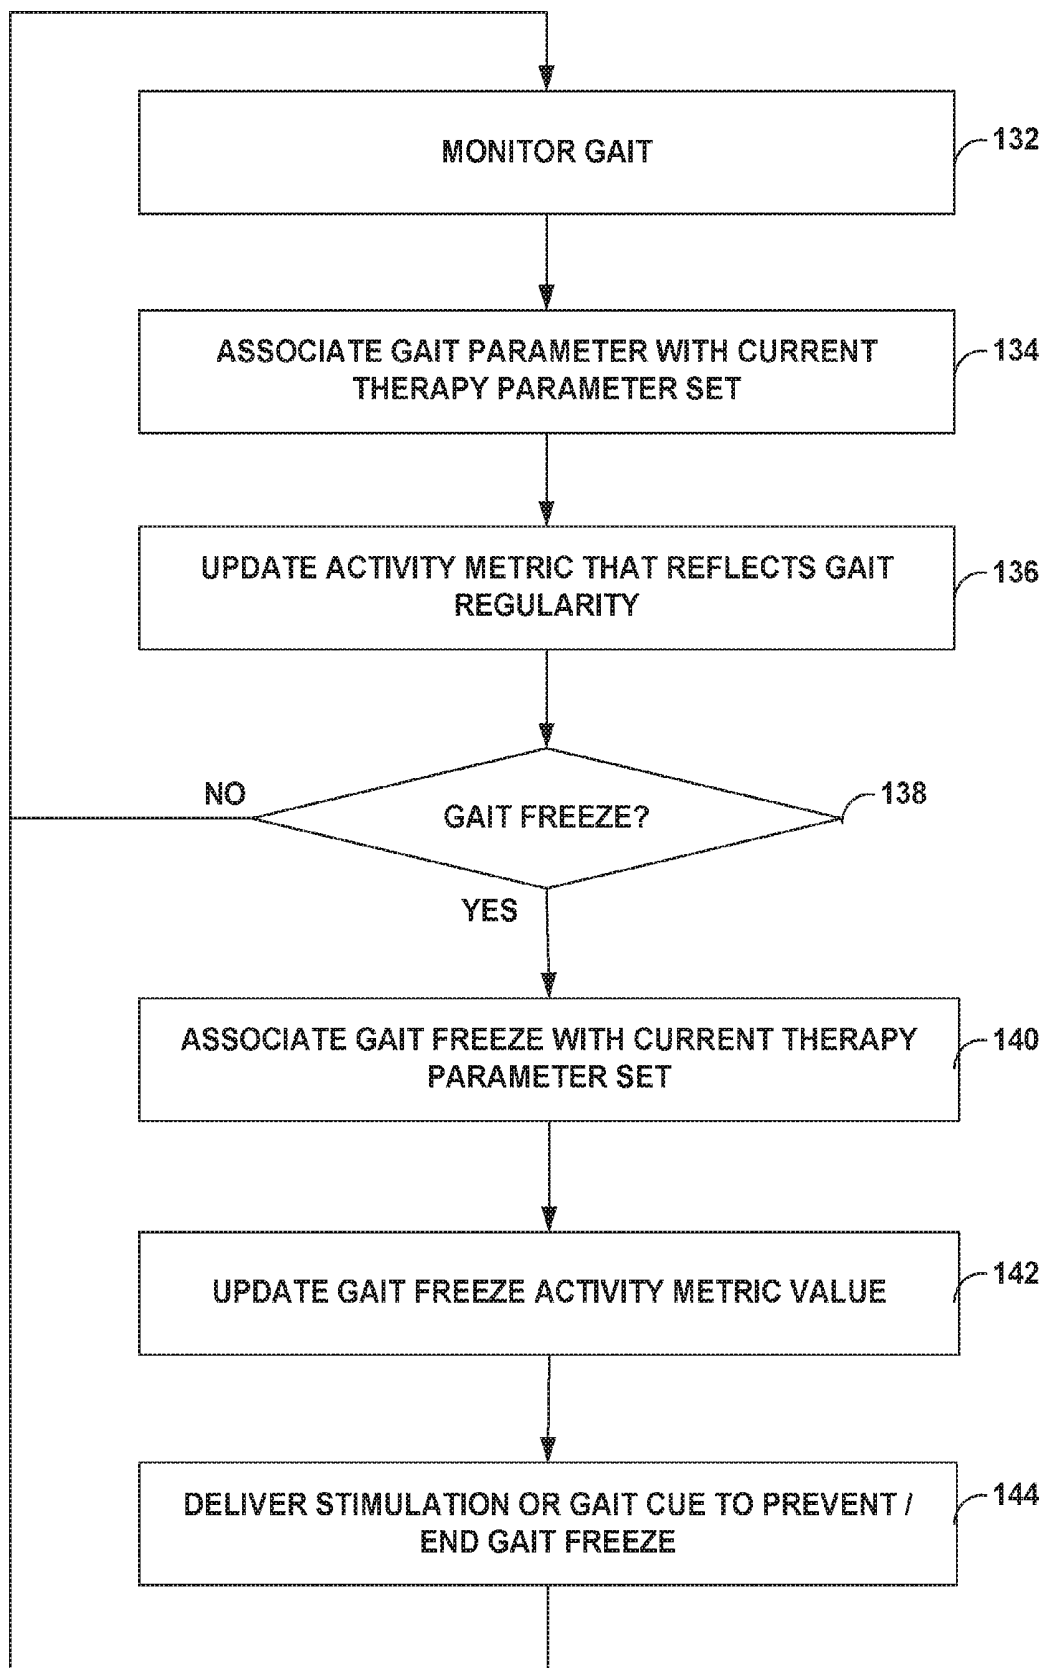 MONITOR GAIT
132
ASSOCIATE GAIT PARAMETER WITH CURRENT
THERAPY PARAMETER SET
134
UPDATE ACTIVITY METRIC THAT REFLECTS GAIT
REGULARITY
136
NO
GAIT FREEZE?
138
YES
ASSOCIATE GAIT FREEZE WITH CURRENT THERAPY
PARAMETER SET
140
UPDATE GAIT FREEZE ACTIVITY METRIC VALUE
142
DELIVER STIMULATION OR GAIT CUE TO PREVENT /
END GAIT FREEZE
144